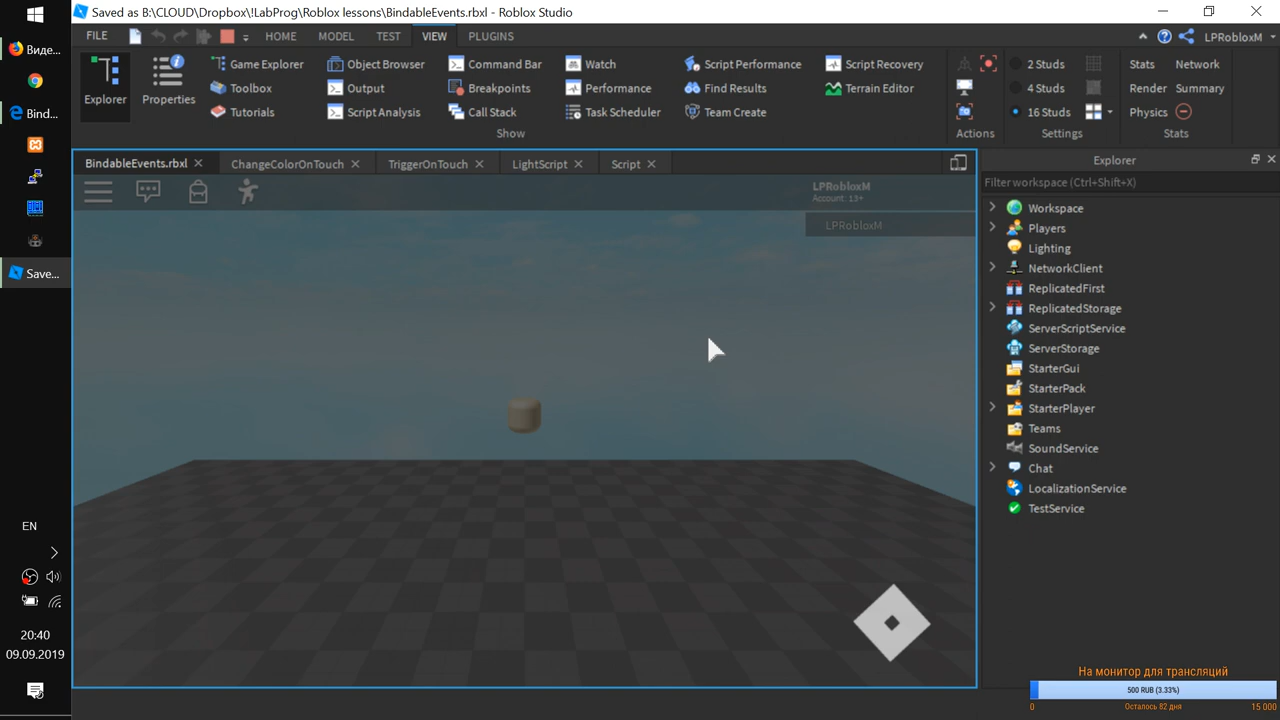 Saved as B:\CLOUD\Dropbox\!LabProg\Roblox lessons\BindableEvents.rbxl - Roblox Studio
FILE HOME MODEL TEST VIEW PLUGINS LPRobloxM
Explorer
Properties
Game Explorer
Toolbox
Tutorials
Object Browser
Output
Script Analysis
Command Bar
Breakpoints
Call Stack
Watch
Performance
Task Scheduler
Script Performance
Find Results
Team Create
Script Recovery
Terrain Editor
Show
Actions
2 Studs
4 Studs
16 Studs
Settings
Stats Network
Render Summary
Physics
Stats
BindableEvents.rbxl ChangeColorOnTouch TriggerOnTouch LightScript Script
LPRobloxM
Account: 13+
LPRobloxM
Explorer
Filter workspace (Ctrl+Shift+X)
Workspace
Players
Lighting
NetworkClient
ReplicatedFirst
ReplicatedStorage
ServerScriptService
ServerStorage
StarterGui
StarterPack
StarterPlayer
Teams
SoundService
Chat
LocalizationService
TestService
Виде...
Bind...
Save...
EN
20:40
09.09.2019
На монитор для трансляций
500 RUB (3.33%)
0 Осталось 82 дня 15 000